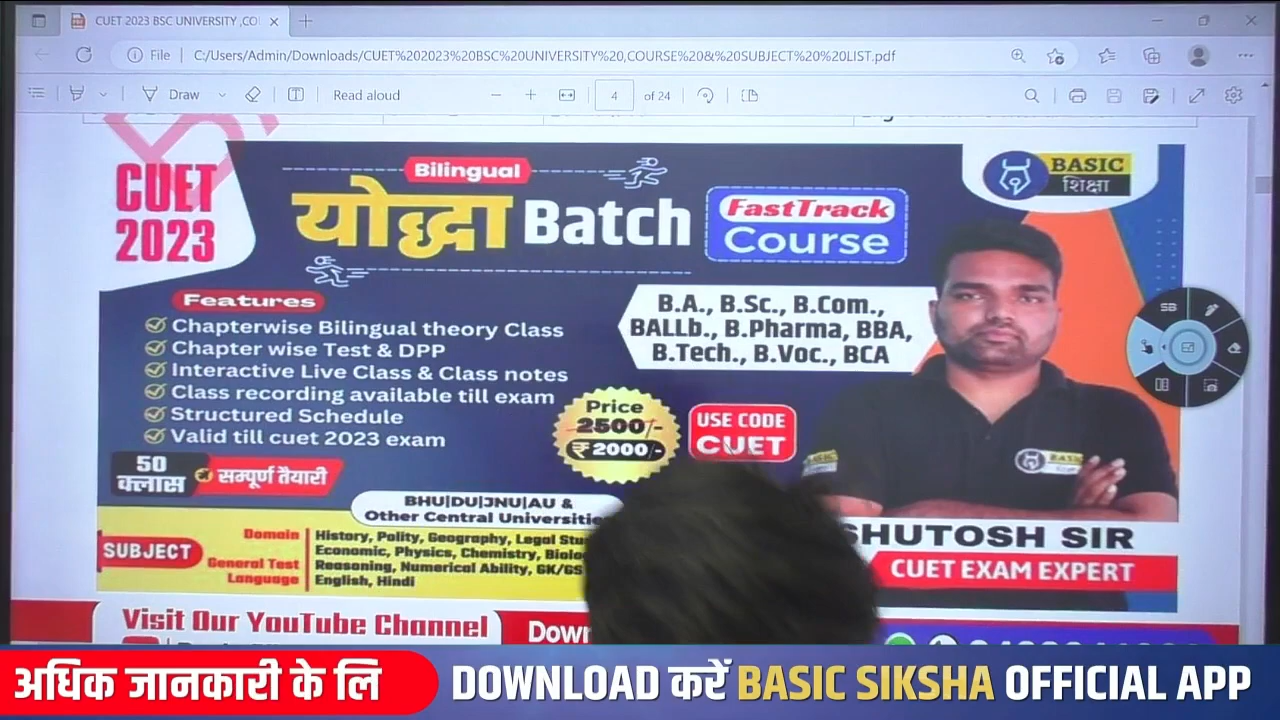 CUET 2023 BSC UNIVERSITY ,CO
File C:/Users/Admin/Downloads/CUET%202023%20BSC%20UNIVERSITY%20,COURSE%20&%20SUBJECT%20%20LIST.pdf
Draw
Read aloud
4 of 24
CUET
2023
Bilingual
योद्धा Batch
FastTrack
Course
BASIC
शिक्षा
Features
Chapterwise Bilingual theory Class
Chapter wise Test & DPP
Interactive Live Class & Class notes
Class recording available till exam
Structured Schedule
Valid till cuet 2023 exam
B.A., B.Sc., B.Com.,
BALLb., B.Pharma, BBA,
B.Tech., B.Voc., BCA
Price
2500/-
₹ 2000/-
USE CODE
CUET
50
क्लास
में
सम्पूर्ण तैयारी
BHU|DU|JNU|AU &
Other Central Universitie
SUBJECT
Domain
General Test
Language
History, Polity, Geography, Legal Stu
Economic, Physics, Chemistry, Biolo
Reasoning, Numerical Ability, GK/GS
English, Hindi
BASIC
SHUTOSH SIR
CUET EXAM EXPERT
Visit Our YouTube Channel
Down
SB
अधिक जानकारी के लि
DOWNLOAD करें BASIC SIKSHA OFFICIAL APP